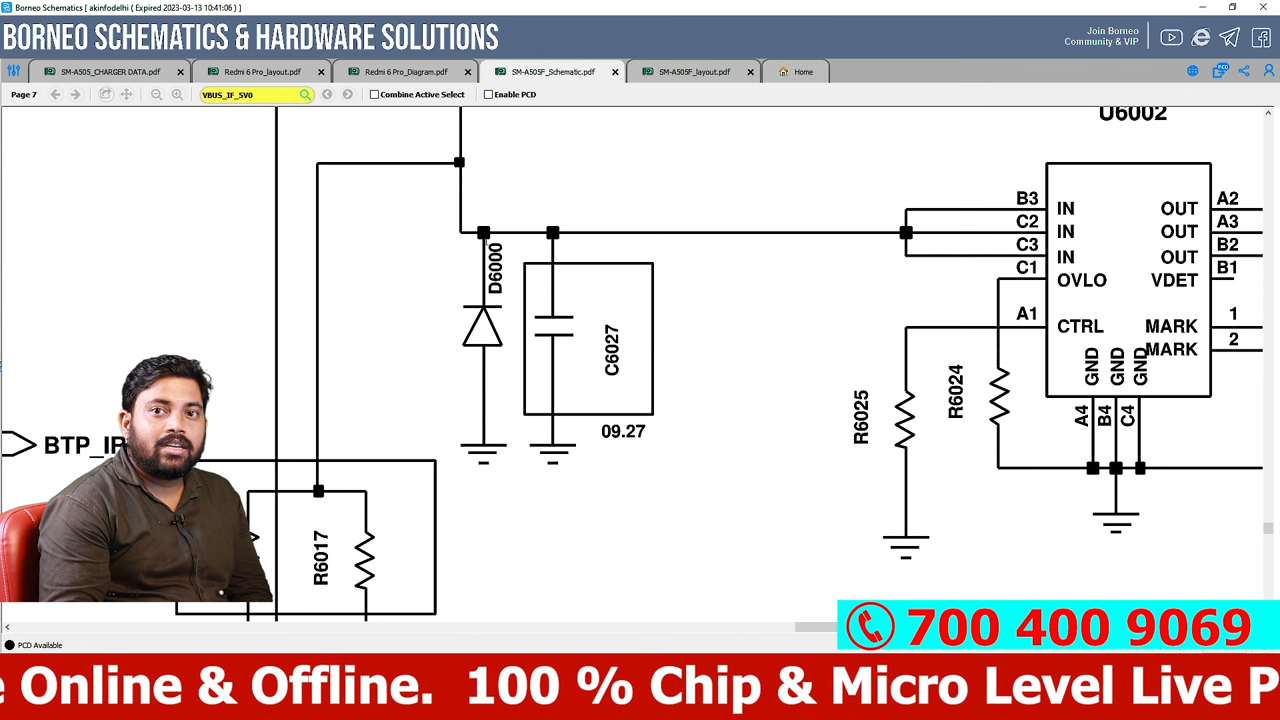 Borneo Schematics ( akinfodelhi ( Expired 2023-03-13 10:41:06 ) ]
BORNEO SCHEMATICS & HARDWARE SOLUTIONS
Join Borneo
Community & VIP
SM-A505_CHARGER DATA.pdf
Redmi 6 Pro_layout.pdf
Redmi 6 Pro_Diagram.pdf
SM-A505F_Schematic.pdf
SM-A505F_layout.pdf
Home
Page 7
VBUS_IF_5V0
Combine Active Select
Enable PCD
U6002
B3 IN OUT A2
C2 IN OUT A3
C3 IN OUT B2
C1 OVLO VDET B1
A1 CTRL MARK 1
MARK 2
GND GND GND
A4 B4 C4
D6000
C6027
09.27
R6025
R6024
BTP_IR
R6017
PCD Available
700 400 9069
e Online & Offline. 100 % Chip & Micro Level Live P